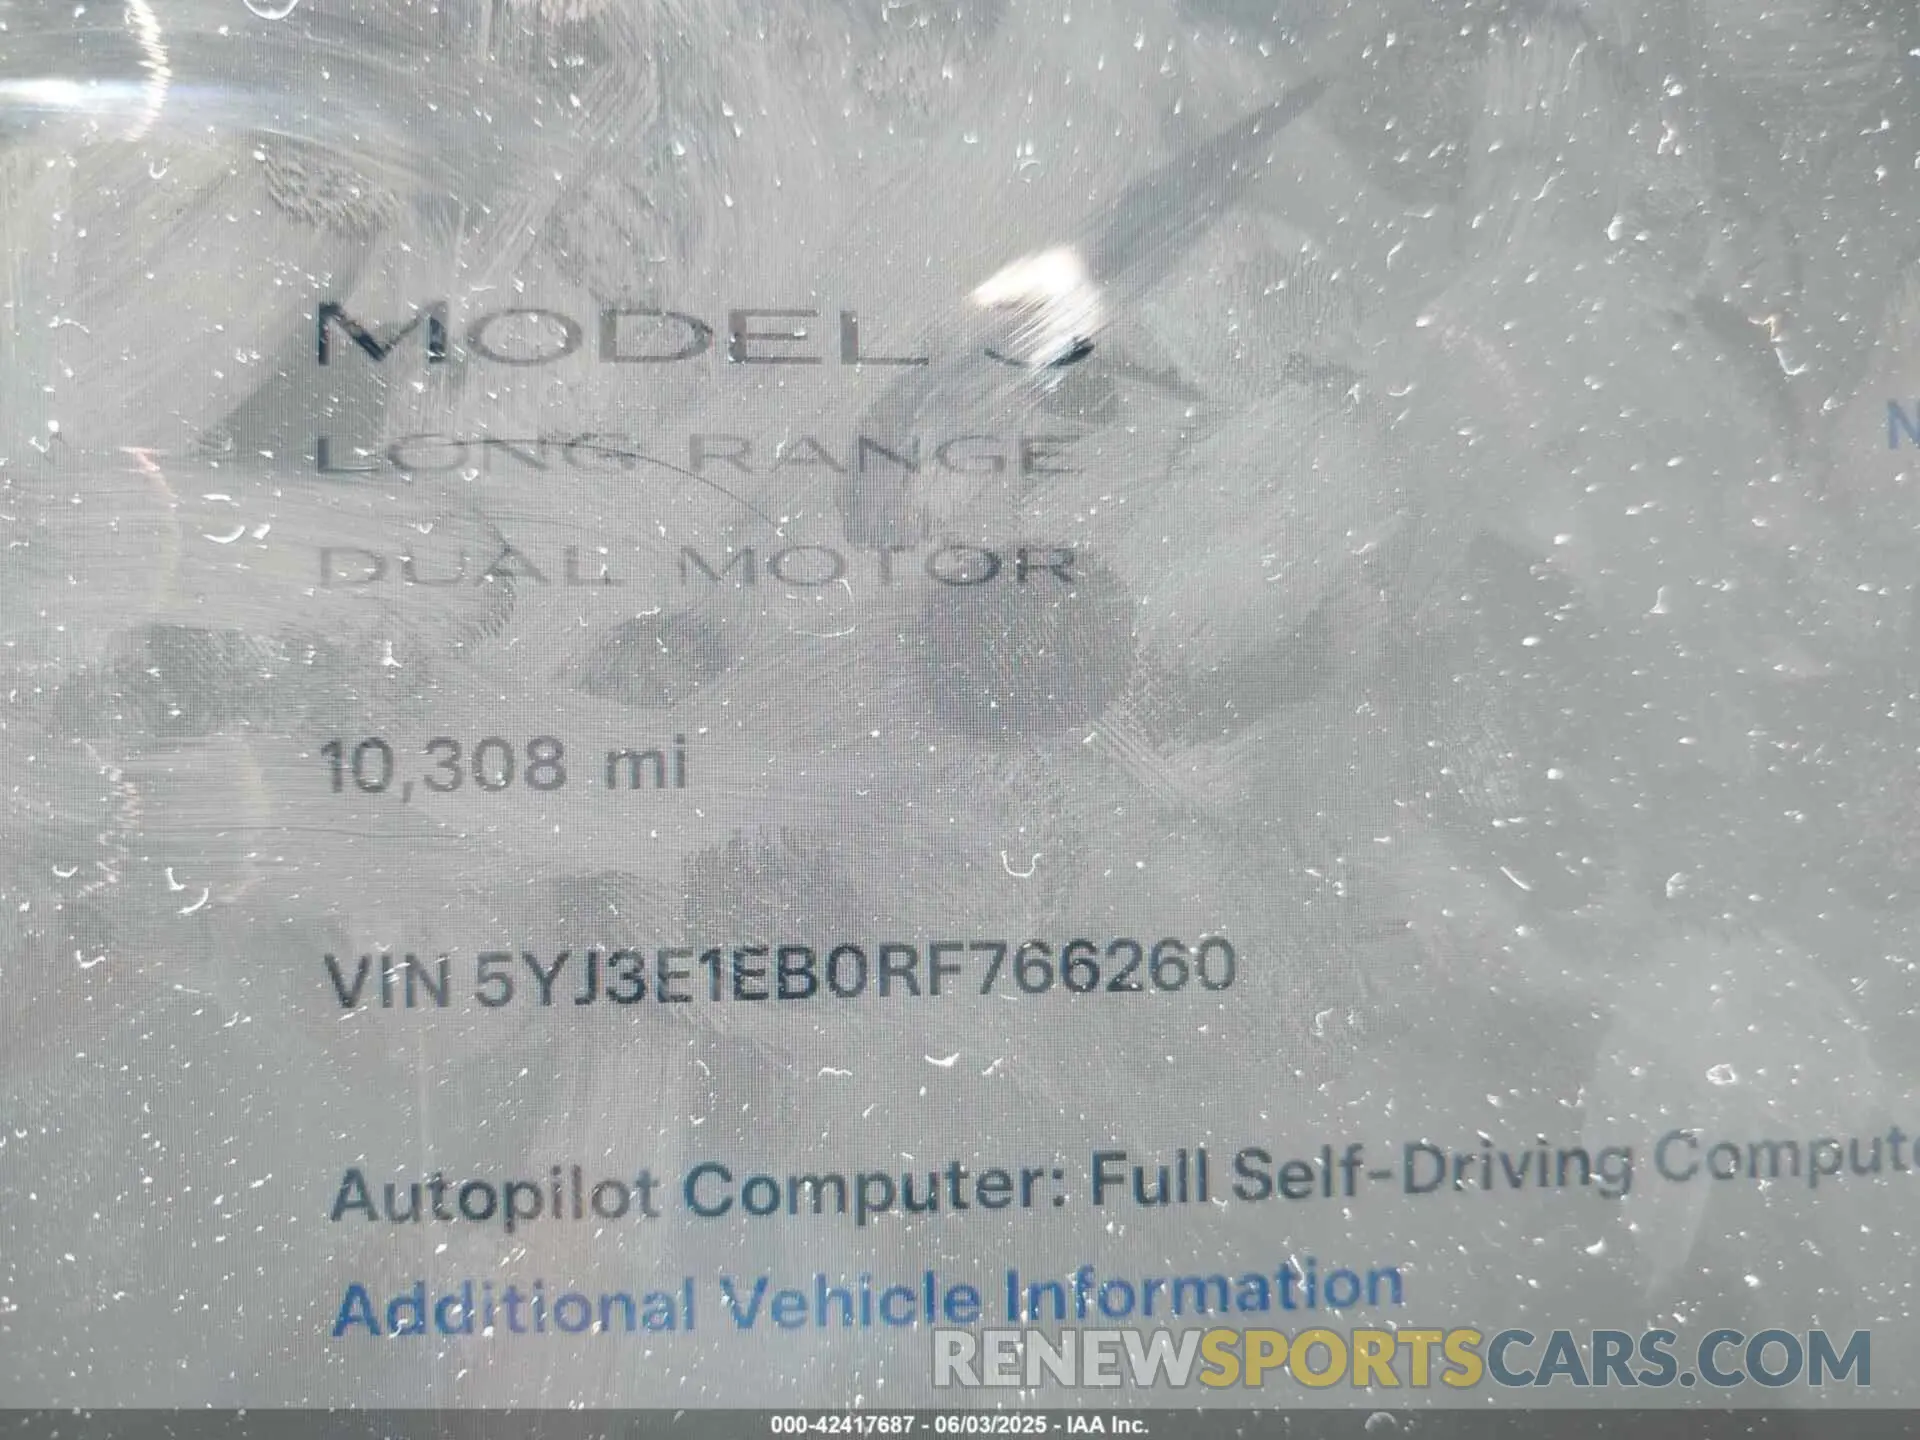 MODEL 3
LONG RANGE
N
DUAL MOTOR
10,308 mi
VIN 5YJ3E1EB0RF766260
Autopilot Computer: Full Self-Driving Compute
Additional Vehicle Information
RENEWSPORTSCARS.COM
000-42417687 - 06/03/2025 - IAA Inc.